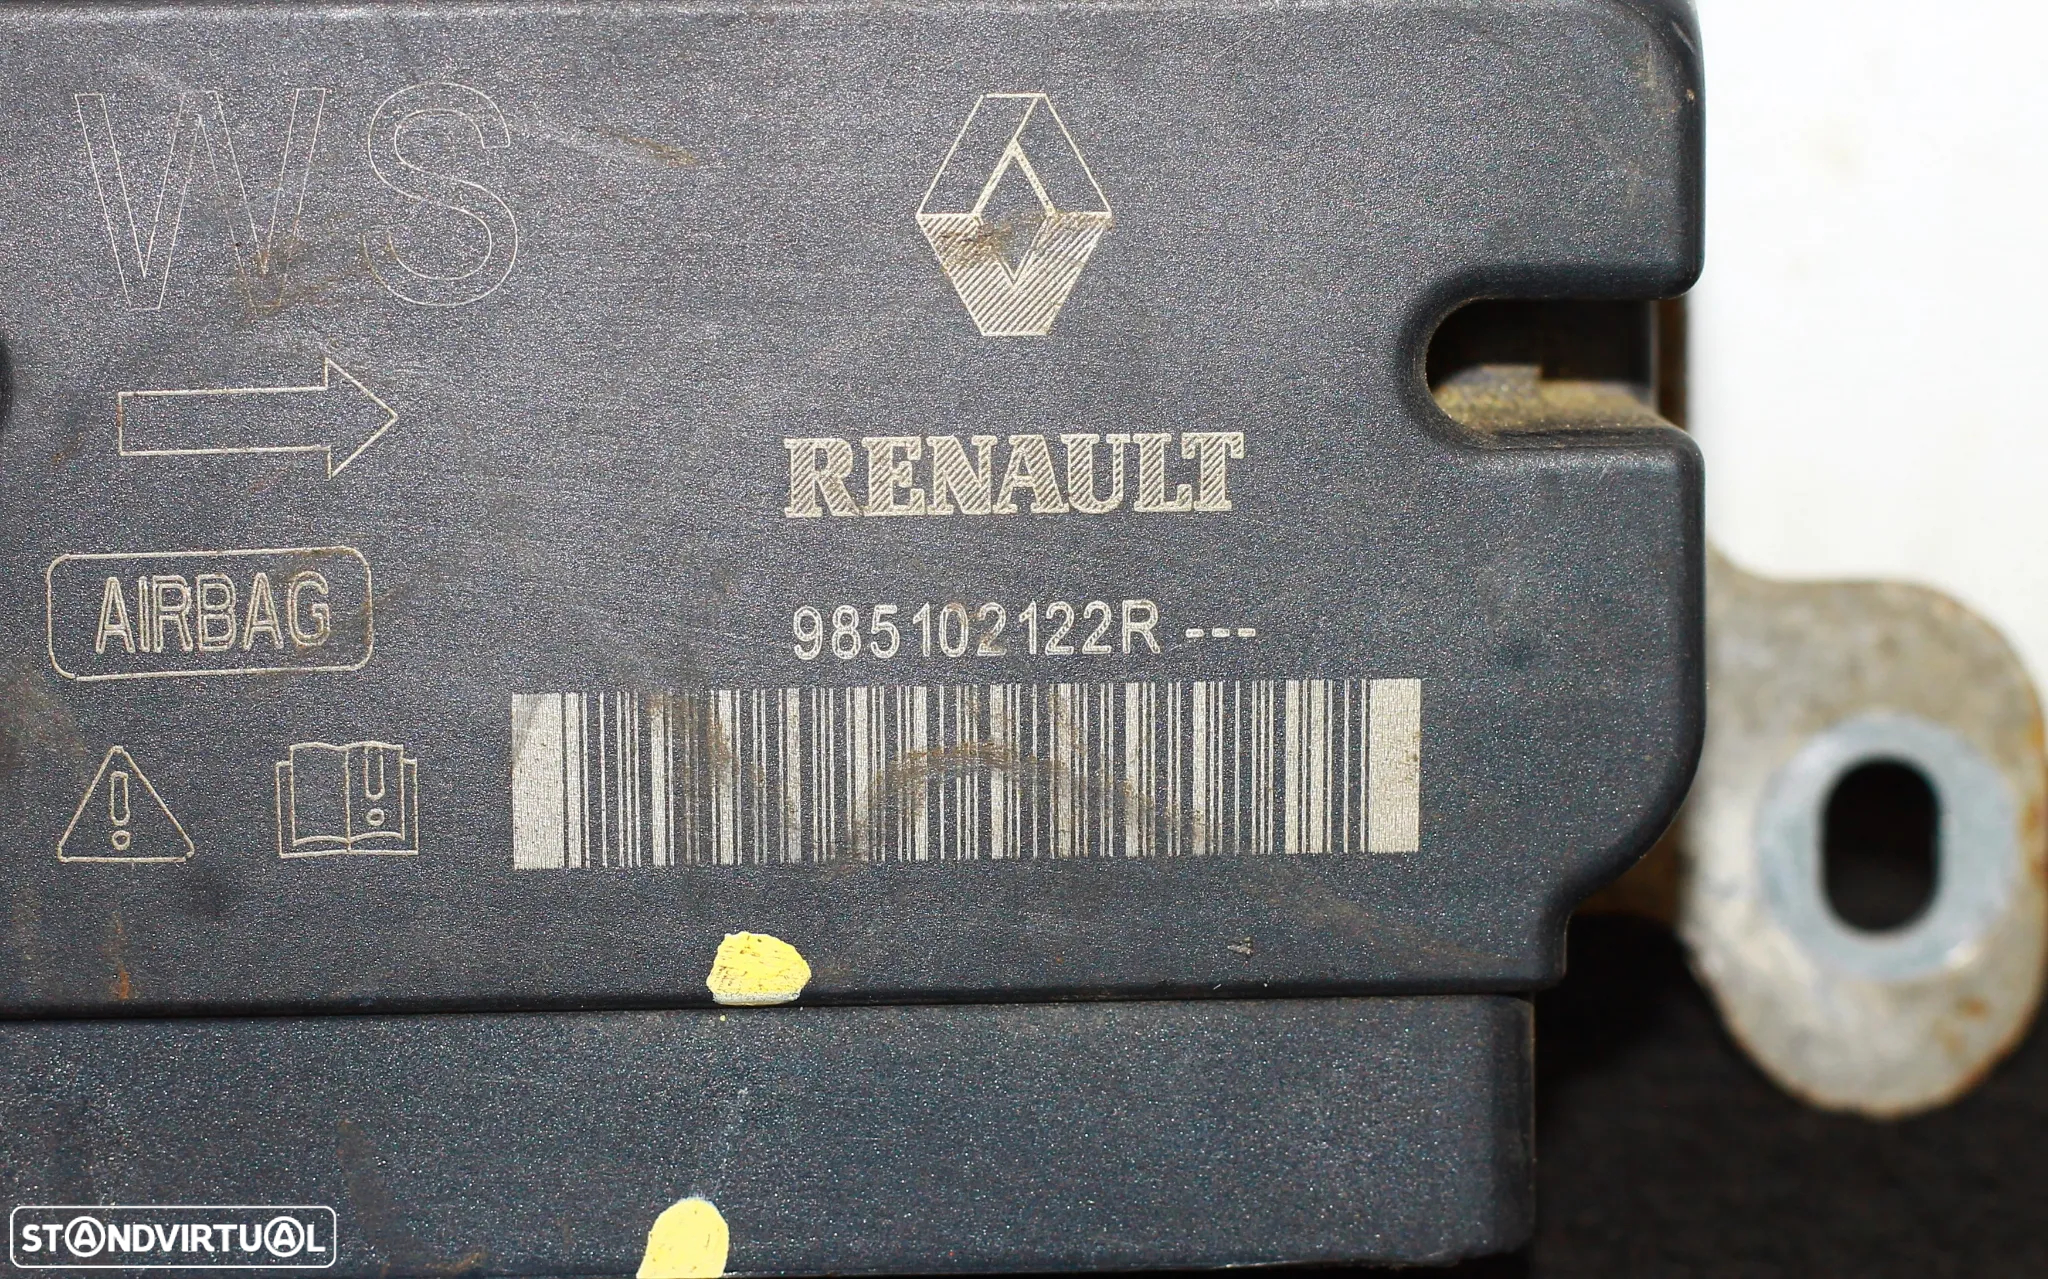 WS
RENAULT
AIRBAG
985102122R ---
STANDVIRTUAL